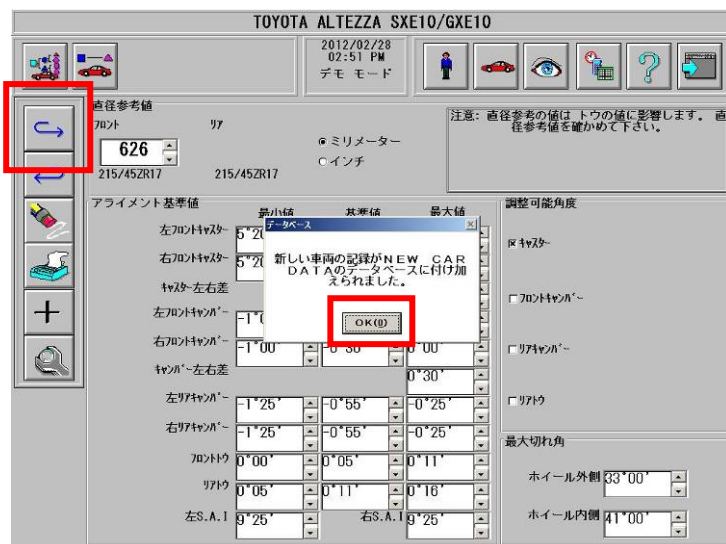 TOYOTA ALTEZZA SXE10/GXE10
2012/02/28
02:51 PM
デモ モード
直径参考値
フロント リア
626
215/45ZR17 215/45ZR17
ミリメーター
インチ
注意: 直径参考の値は トウの値に影響します。 直
径参考値を確かめて下さい。
アライメント基準値
最小値 基準値 最大値
左フロントキャスター 5°20
右フロントキャスター 5°20
キャスター左右差
左フロントキャンバー
右フロントキャンバー -1°00' -0°30' 0°00'
キャンバー左右差 0°30'
左リアキャンバー -1°25' -0°55' -0°25'
右リアキャンバー -1°25' -0°55' -0°25'
フロントトウ 0°00' 0°05' 0°11'
リアトウ 0°05' 0°11' 0°16'
左S.A.I 9°25' 右S.A.I 9°25'
データベース
新しい車両の記録がNEW CAR
DATAのデータベースに付け加
えられました。
OK(0)
調整可能角度
キャスター
フロントキャンバー
リアキャンバー
リアトウ
最大切れ角
ホイール外側 33°00'
ホイール内側 41°00'